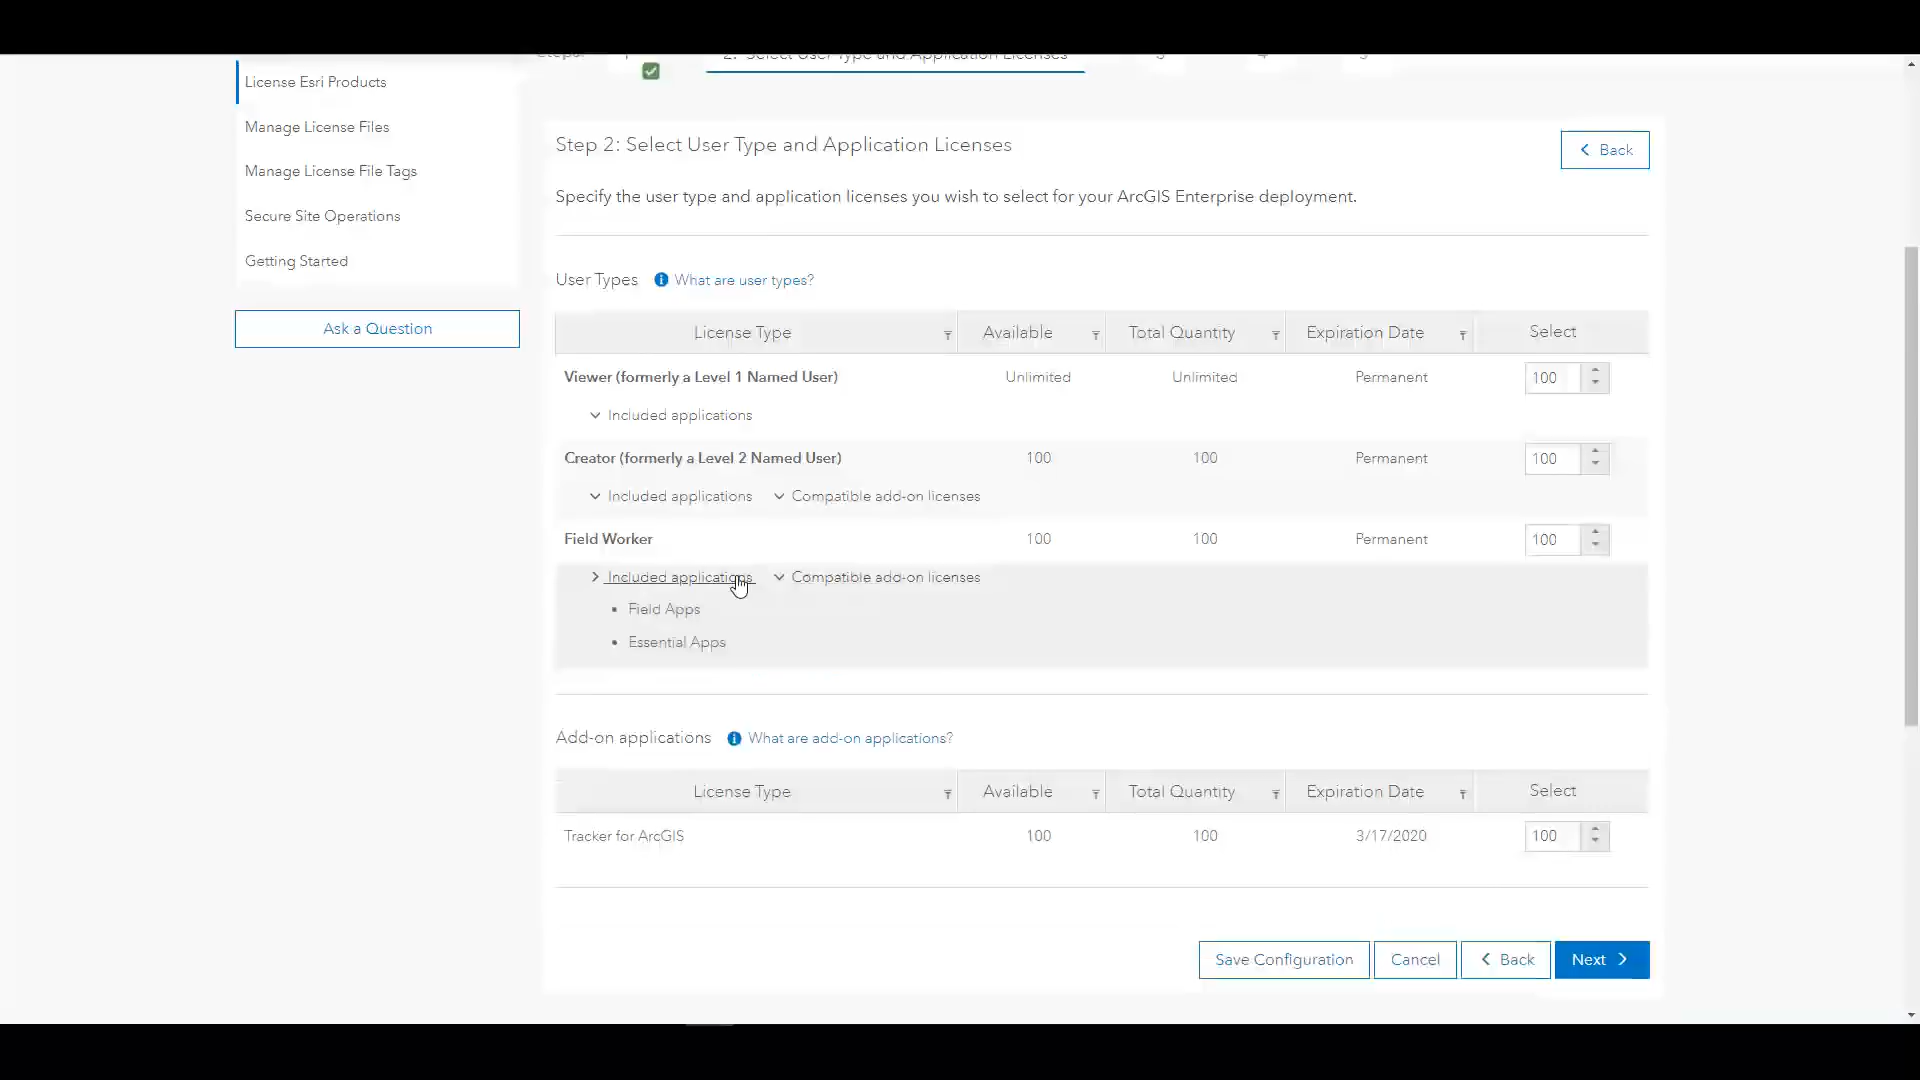 Steps: 1 2. Select User Type and Application Licenses 3 4 5
License Esri Products
Manage License Files
Manage License File Tags
Secure Site Operations
Getting Started
Ask a Question
Step 2: Select User Type and Application Licenses
Back
Specify the user type and application licenses you wish to select for your ArcGIS Enterprise deployment.
User Types What are user types?
License Type Available Total Quantity Expiration Date Select
Viewer (formerly a Level 1 Named User) Unlimited Unlimited Permanent 100
Included applications
Creator (formerly a Level 2 Named User) 100 100 Permanent 100
Included applications Compatible add-on licenses
Field Worker 100 100 Permanent 100
Included applications Compatible add-on licenses
• Field Apps
• Essential Apps
Add-on applications What are add-on applications?
License Type Available Total Quantity Expiration Date Select
Tracker for ArcGIS 100 100 3/17/2020 100
Save Configuration Cancel Back Next